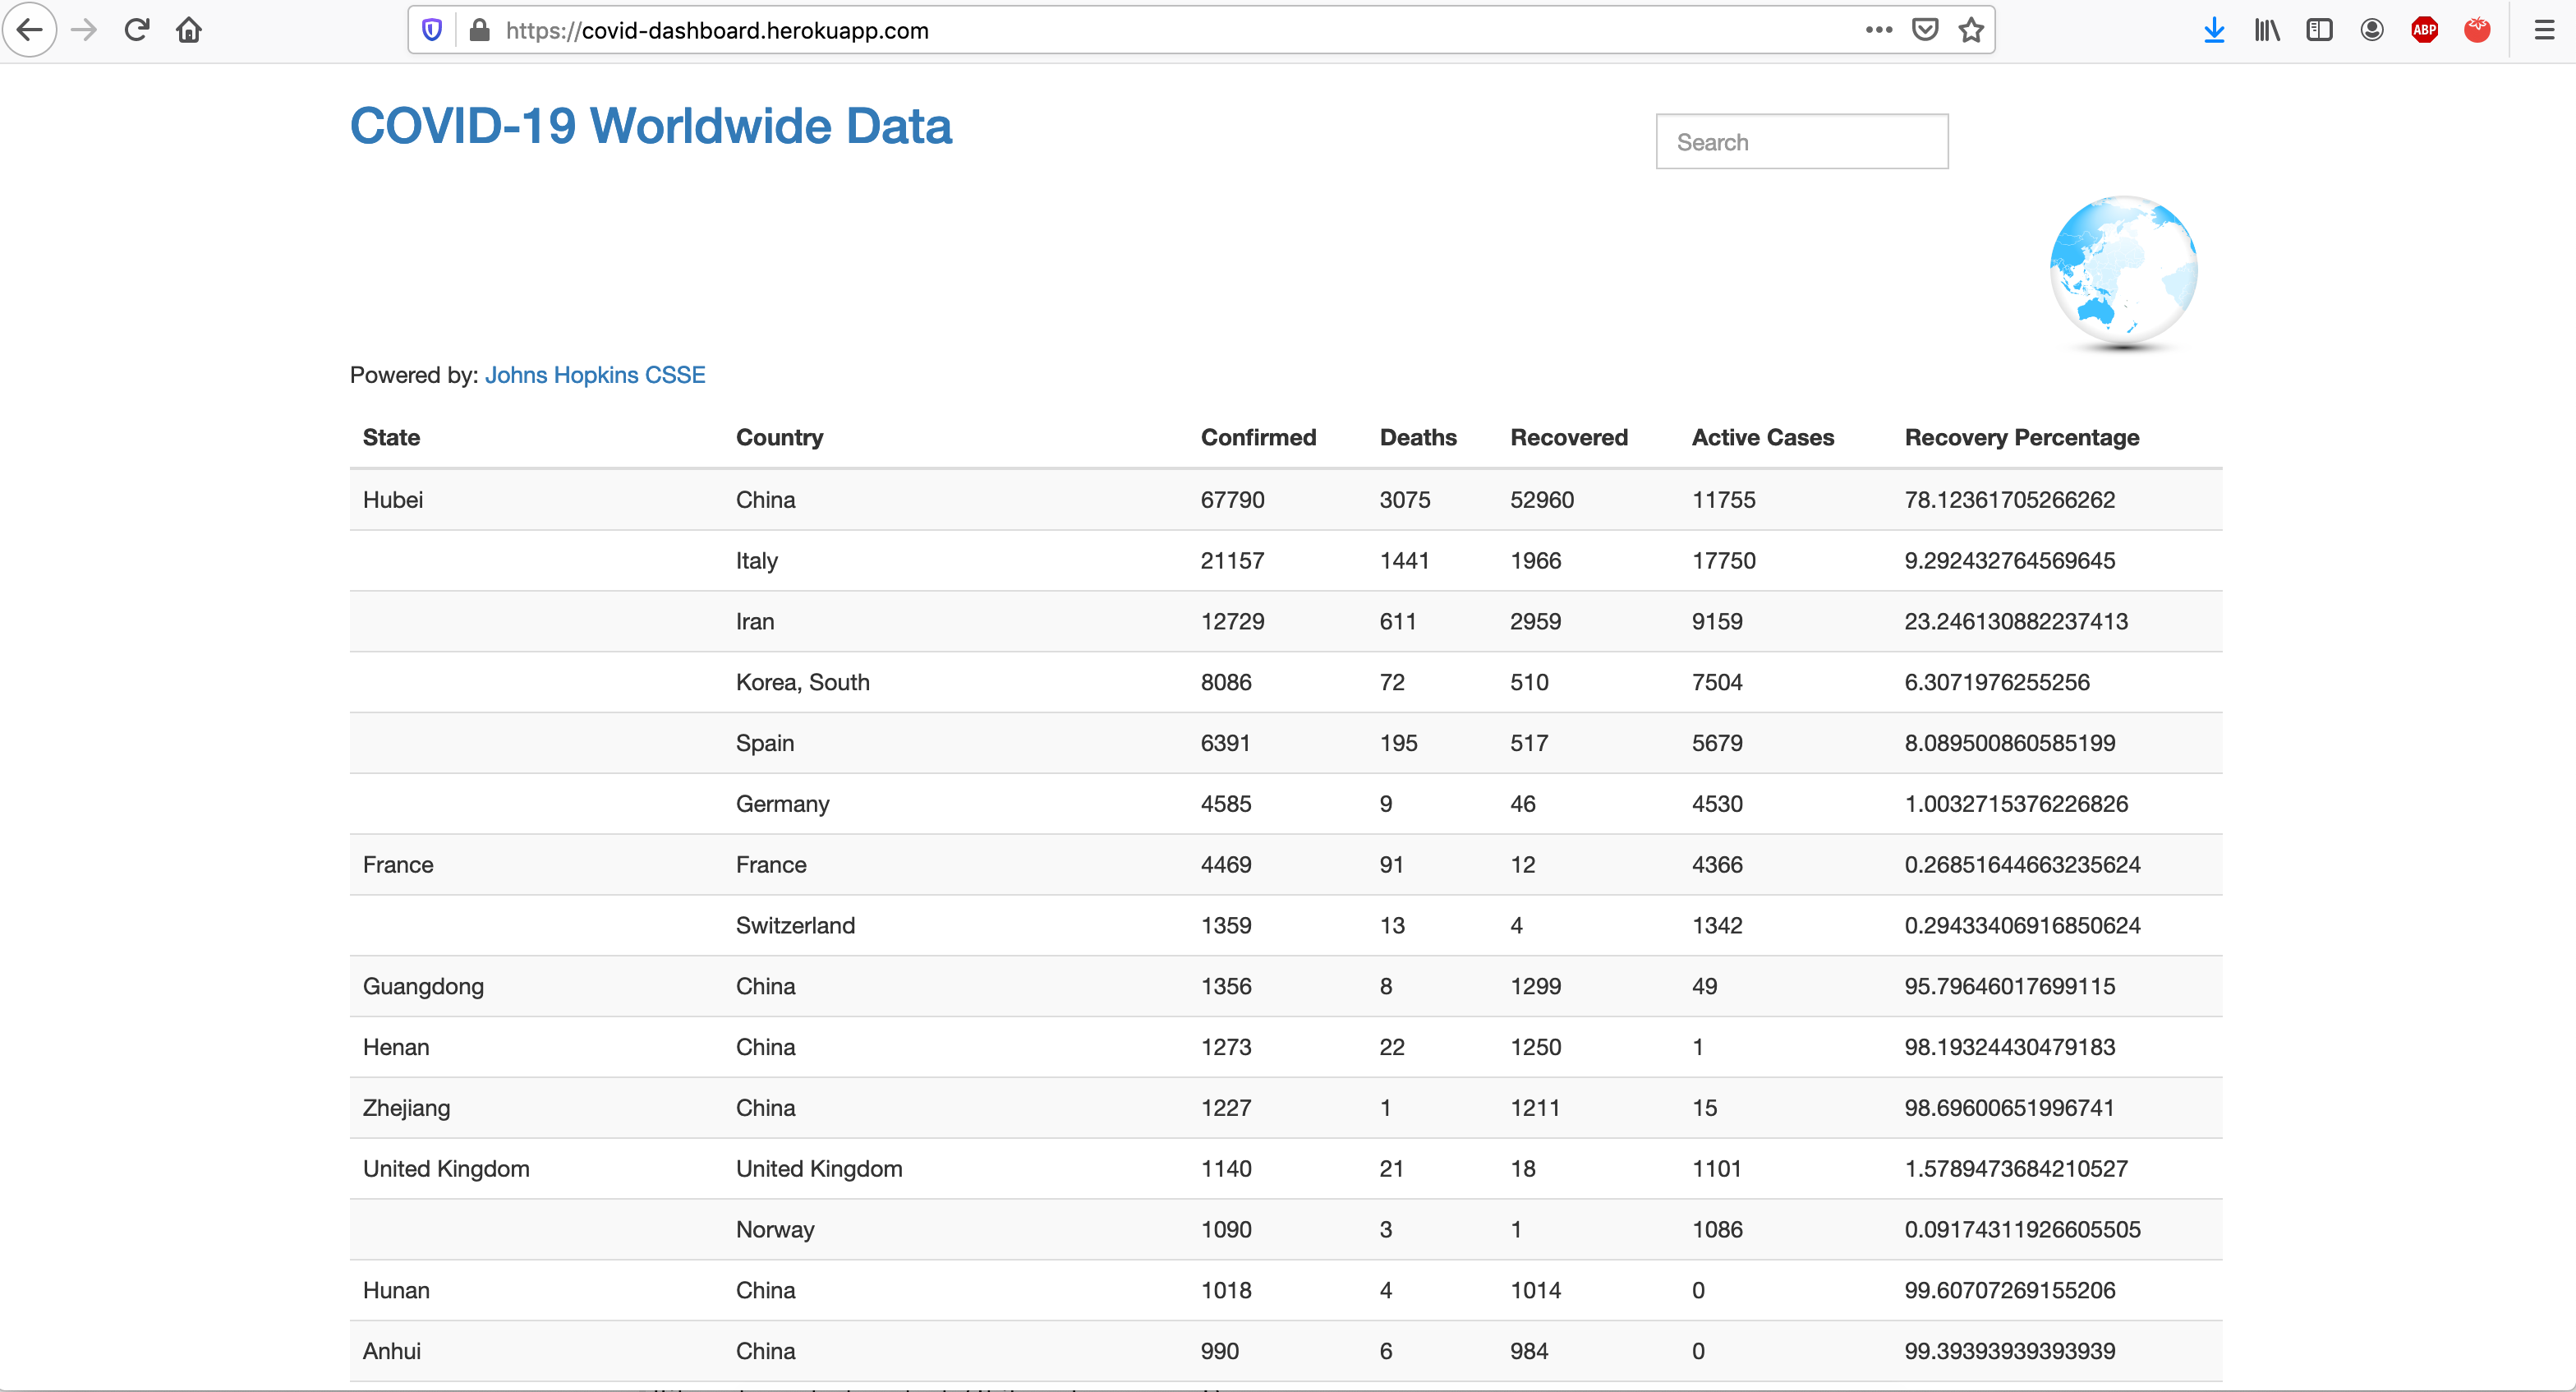 https://covid-dashboard.herokuapp.com
ABP
COVID-19 Worldwide Data
Search
Powered by: Johns Hopkins CSSE
State Country Confirmed Deaths Recovered Active Cases Recovery Percentage
Hubei China 67790 3075 52960 11755 78.12361705266262
Italy 21157 1441 1966 17750 9.292432764569645
Iran 12729 611 2959 9159 23.246130882237413
Korea, South 8086 72 510 7504 6.3071976255256
Spain 6391 195 517 5679 8.089500860585199
Germany 4585 9 46 4530 1.0032715376226826
France France 4469 91 12 4366 0.26851644663235624
Switzerland 1359 13 4 1342 0.29433406916850624
Guangdong China 1356 8 1299 49 95.79646017699115
Henan China 1273 22 1250 1 98.19324430479183
Zhejiang China 1227 1 1211 15 98.69600651996741
United Kingdom United Kingdom 1140 21 18 1101 1.5789473684210527
Norway 1090 3 1 1086 0.09174311926605505
Hunan China 1018 4 1014 0 99.60707269155206
Anhui China 990 6 984 0 99.39393939393939